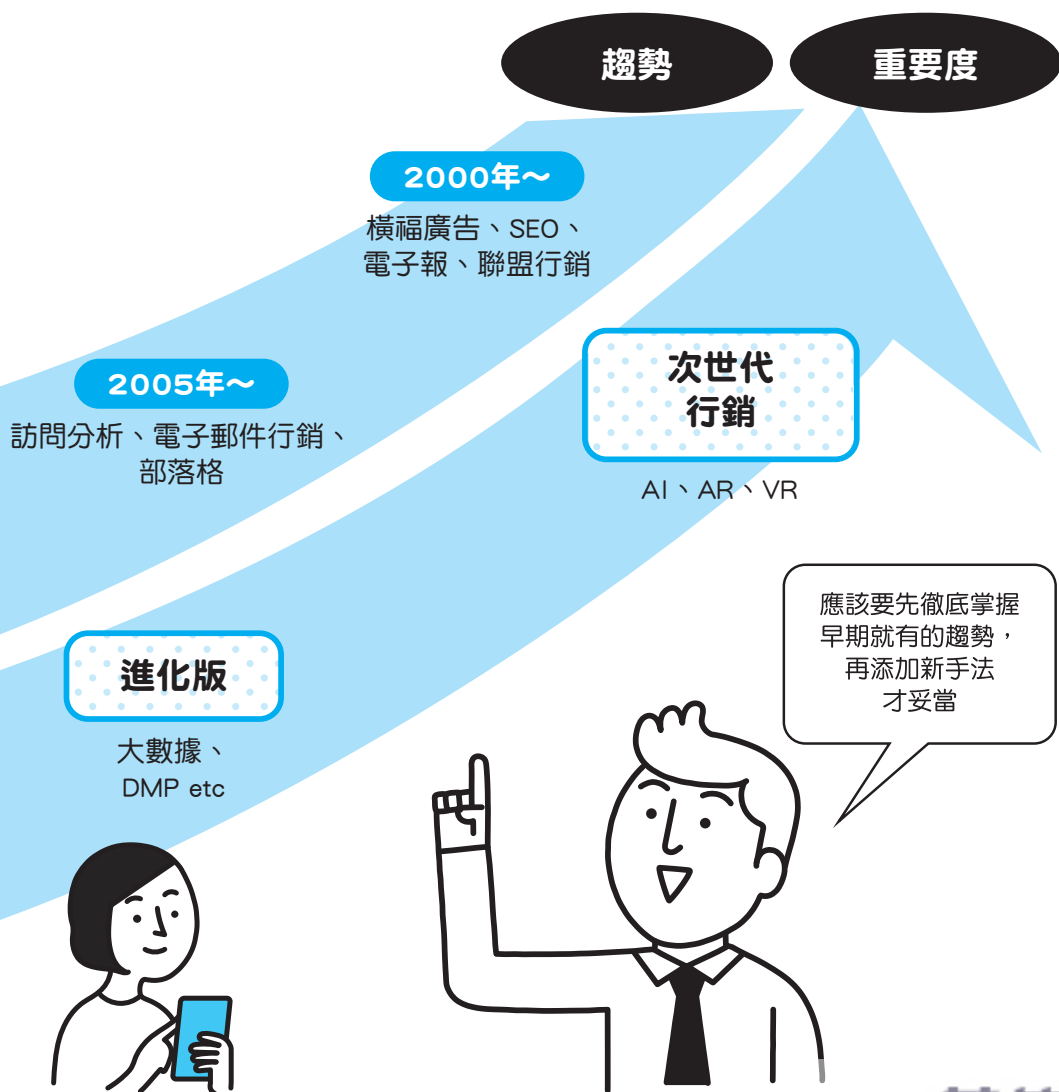 趨勢
重要度
2000年～
橫福廣告、SEO、
電子報、聯盟行銷
2005年～
訪問分析、電子郵件行銷、
部落格
次世代
行銷
AI、AR、VR
應該要先徹底掌握
早期就有的趨勢，
再添加新手法
才妥當
進化版
大數據、
DMP etc